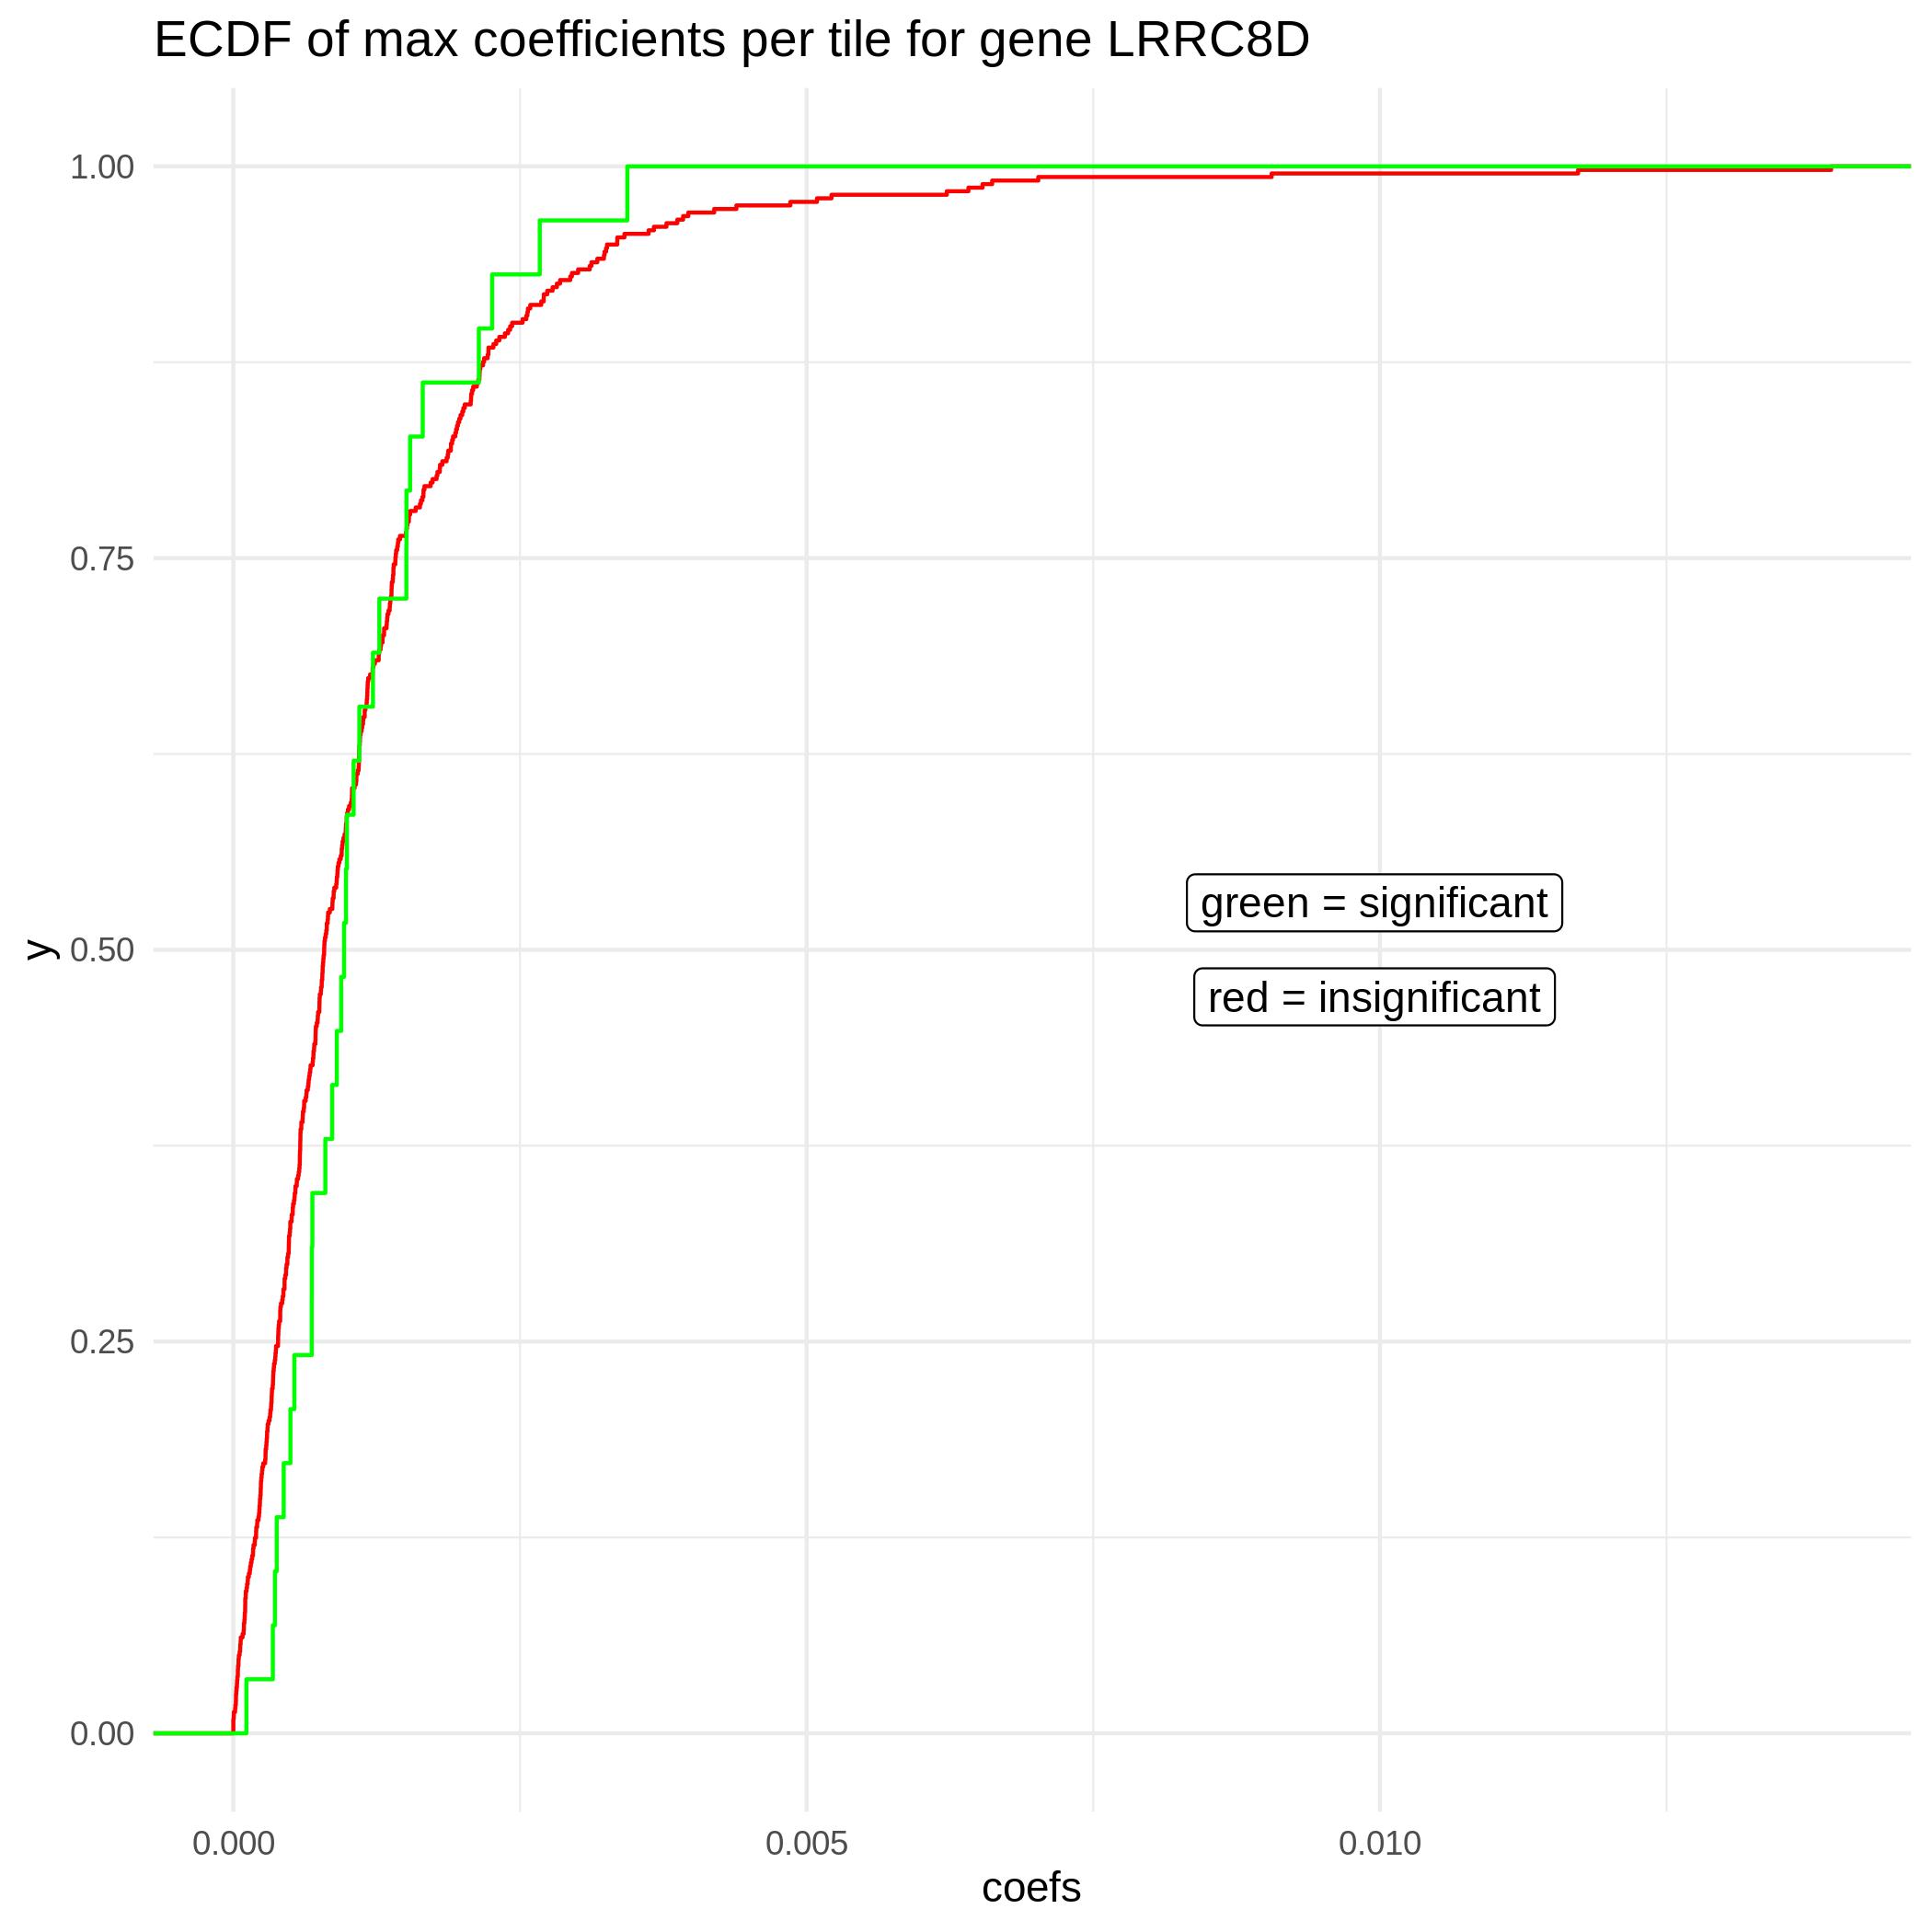 ECDF of max coefficients per tile for gene LRRC8D
1.00
0.75
0.50
0.25
0.00
y
green = significant
red = insignificant
0.000
0.005
0.010
coefs